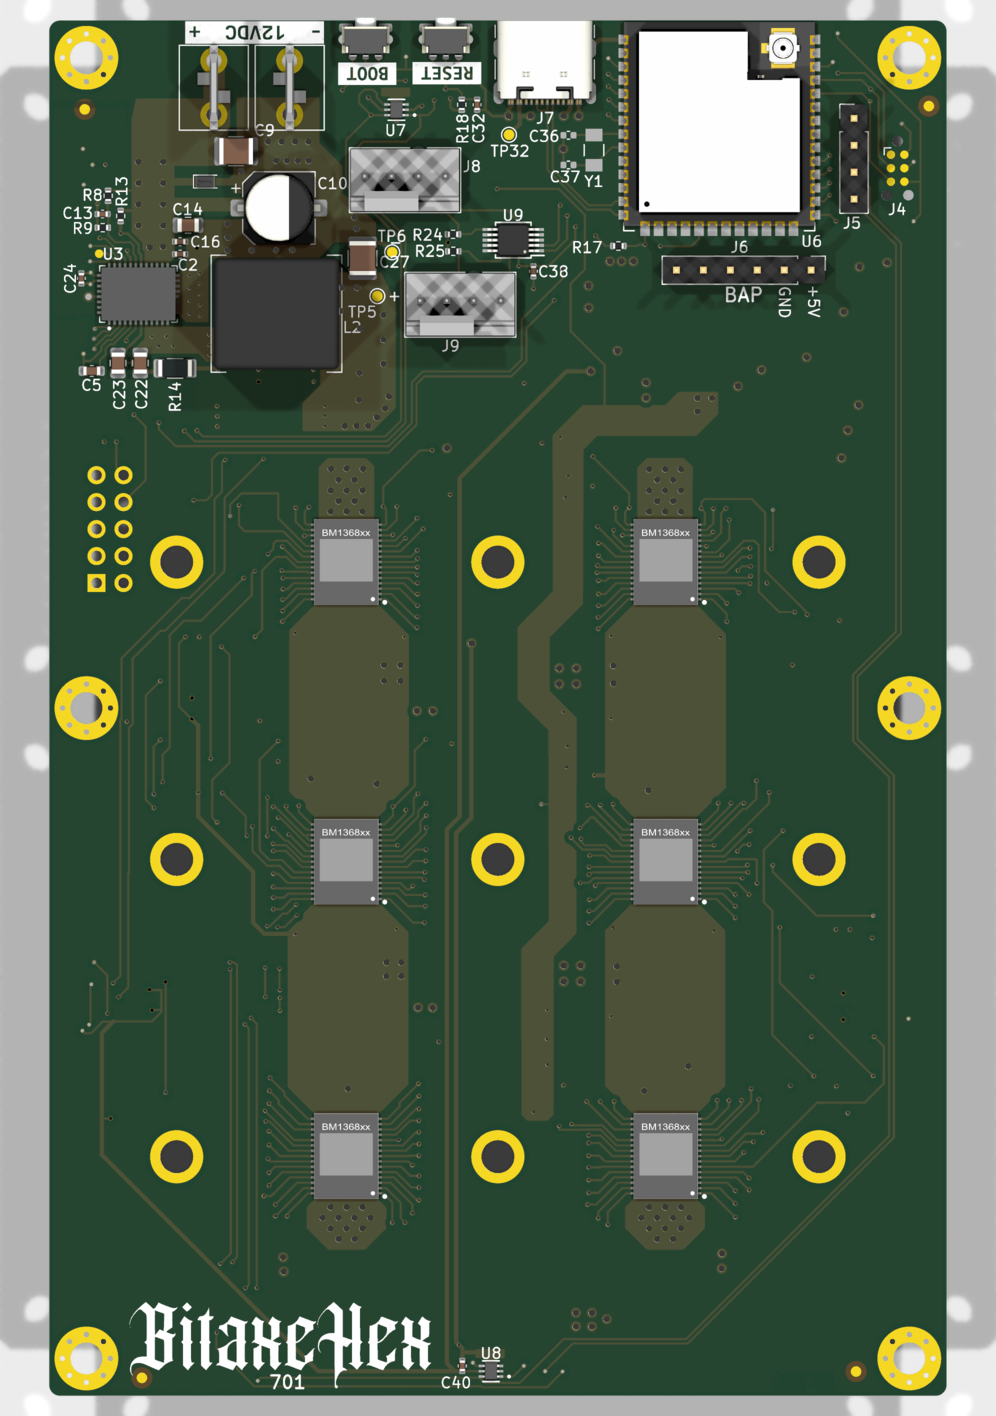 + 12VDC -
BOOT
RESET
U7
R18
C32
J7
TP32
C36
C37
Y1
C9
J8
C10
R8
R13
C13
R9
C14
C16
C2
U3
C24
TP6
C27
R24
R25
U9
C38
R17
J6
U6
J5
J4
BAP
GND
+5V
TP5
+
L2
J9
C5
C23
C22
R14
BM1368xx
BM1368xx
BM1368xx
BM1368xx
BM1368xx
BM1368xx
BitaxeHex
701
U8
C40